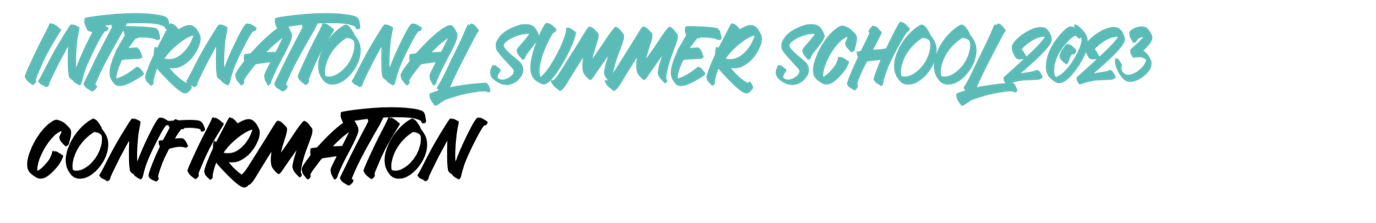 INTERNATIONAL SUMMER SCHOOL 2023
CONFIRMATION